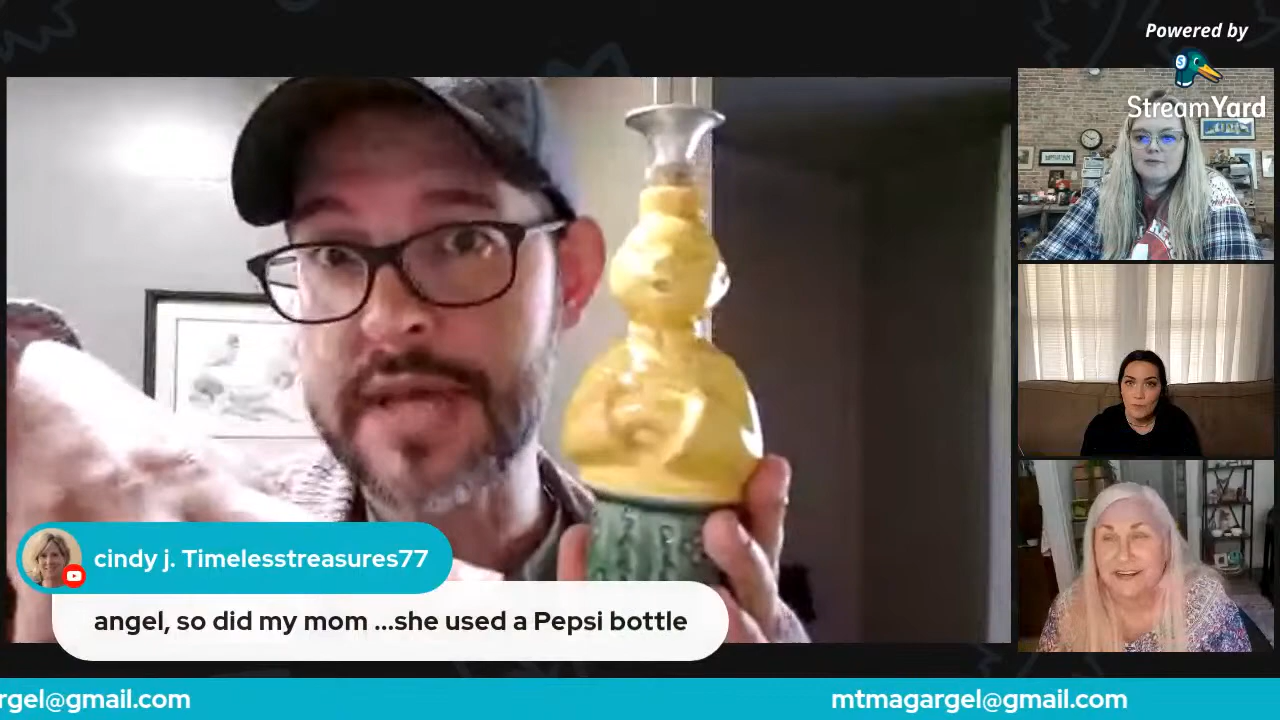 Powered by
StreamYard
cindy j. Timelesstreasures77
angel, so did my mom ...she used a Pepsi bottle
rgel@gmail.com
mtmagargel@gmail.com